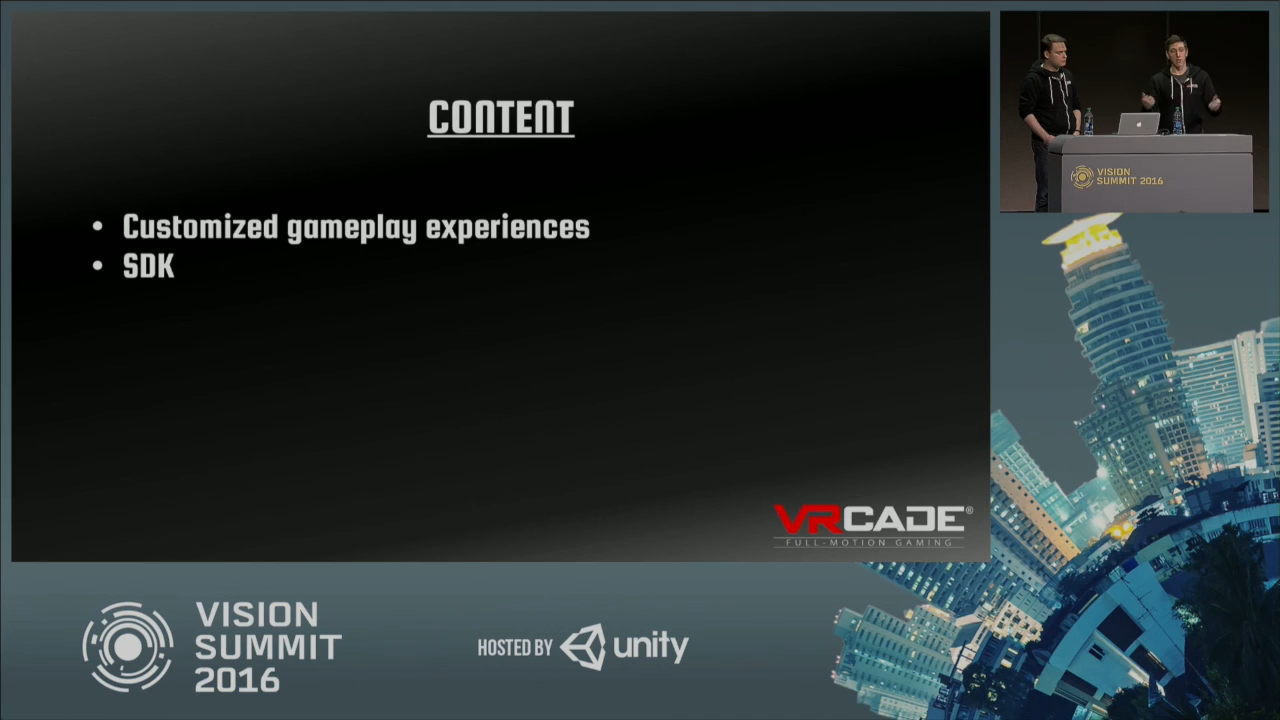 CONTENT
• Customized gameplay experiences
• SDK
VRCADE®
FULL-MOTION GAMING
VISION
SUMMIT 2016
VISION
SUMMIT
2016
HOSTED BY unity